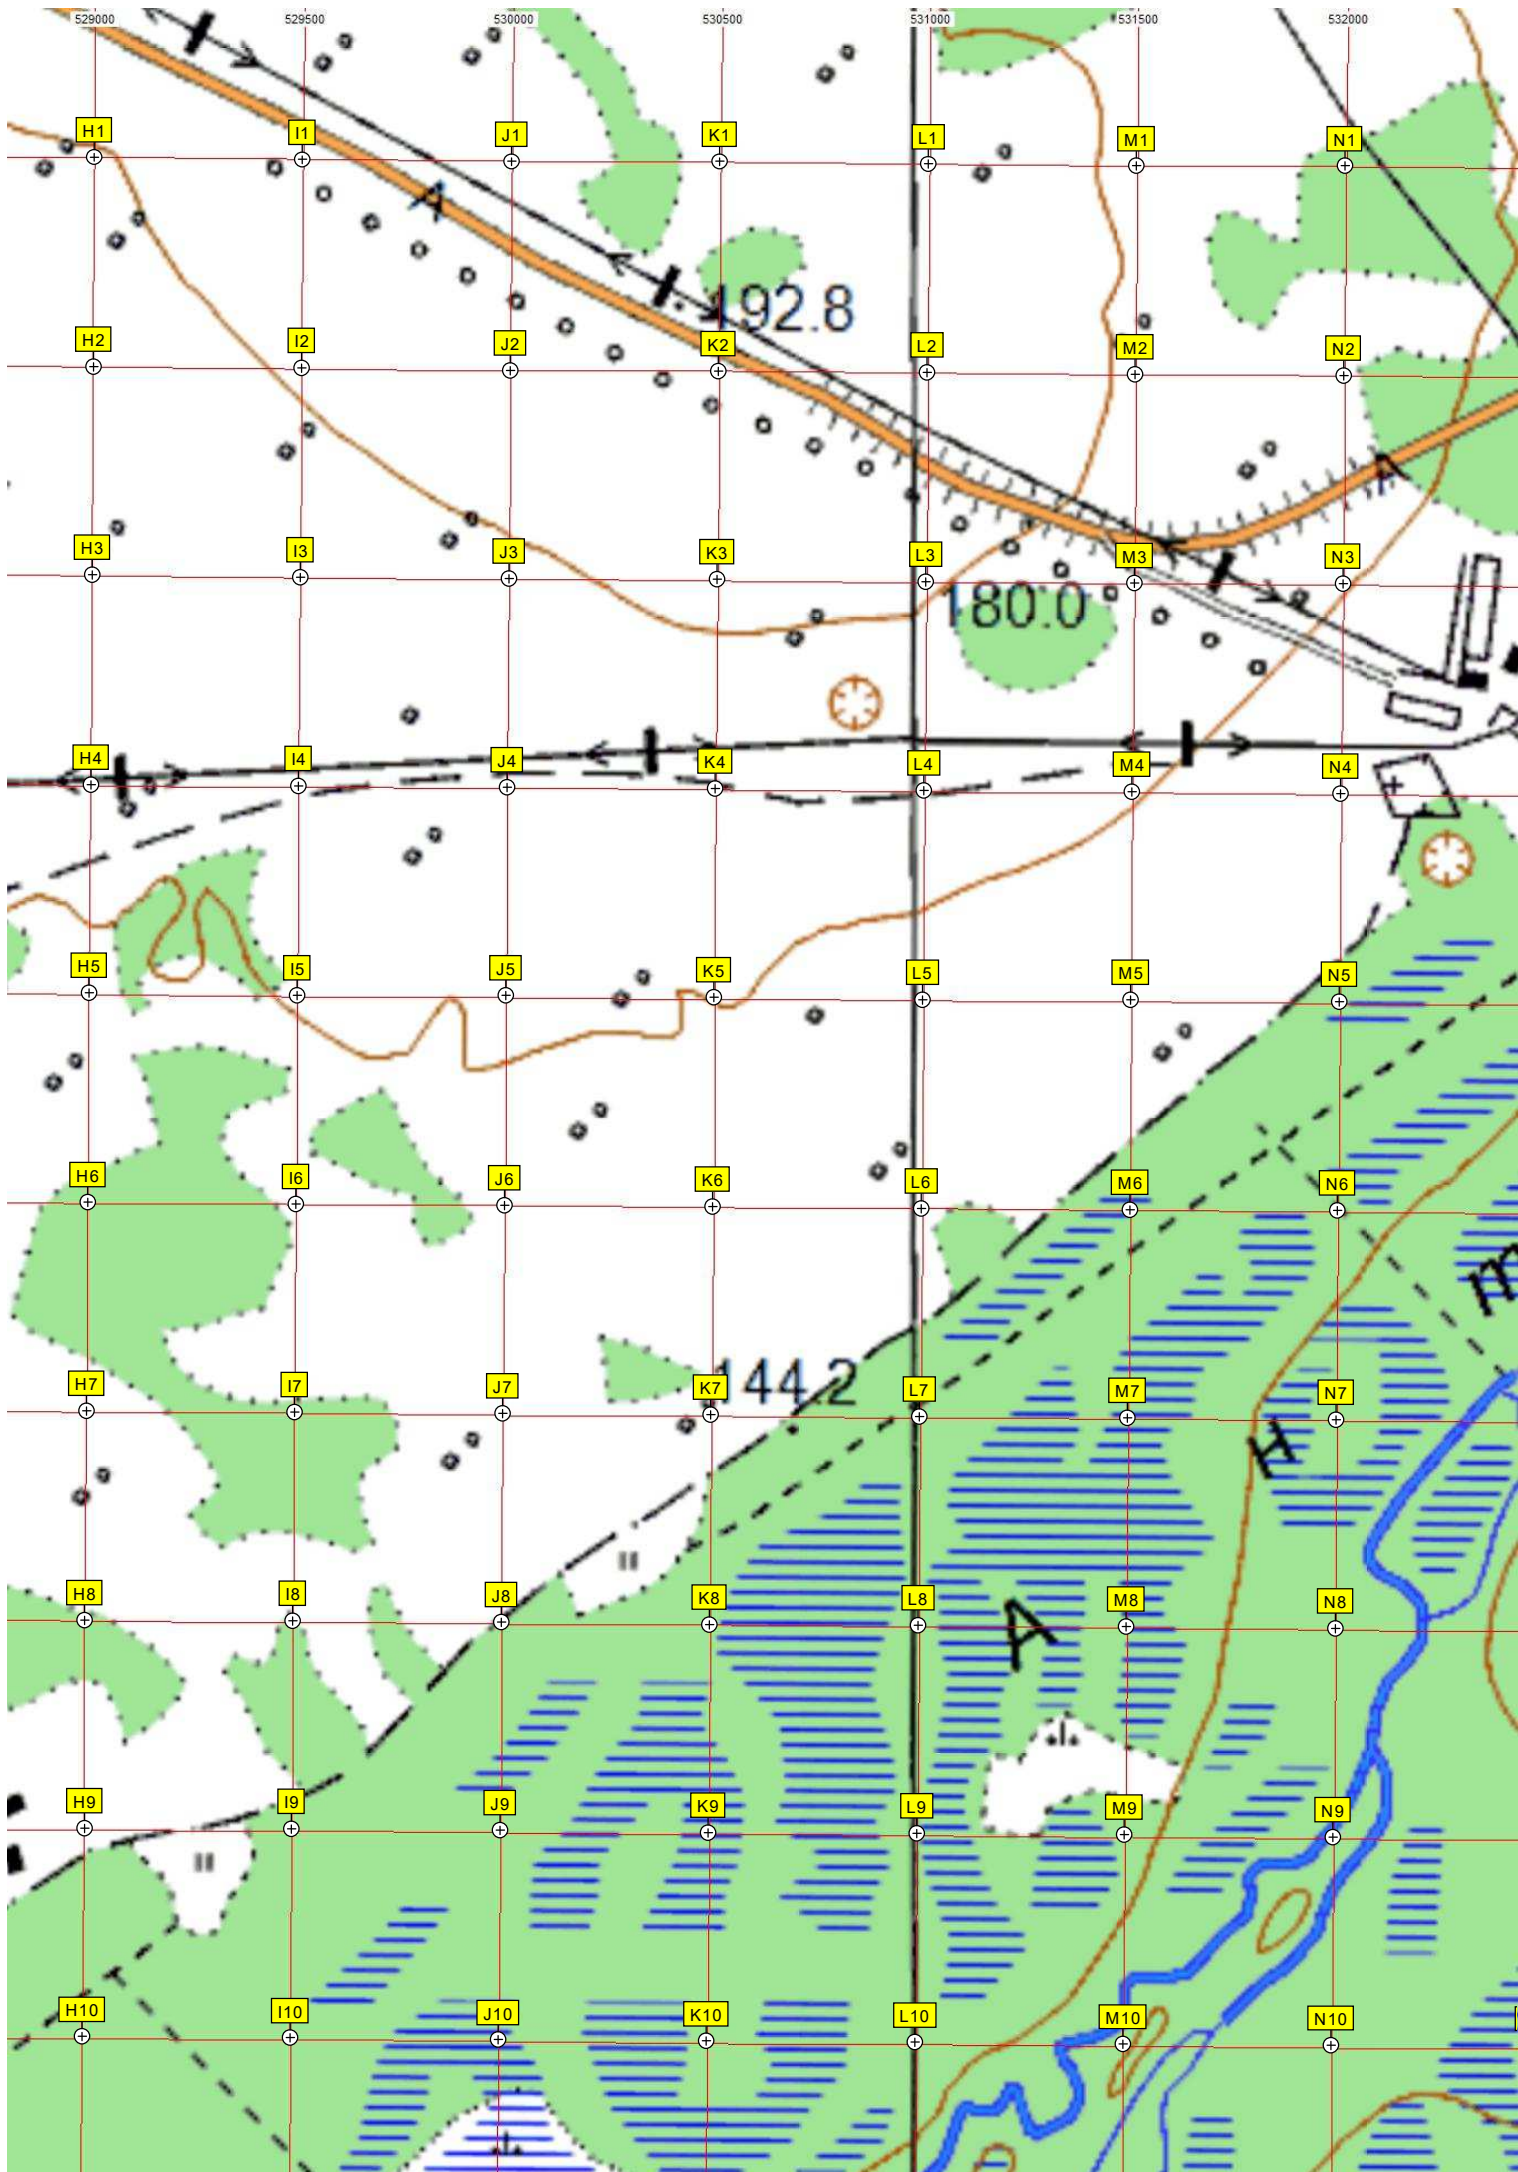 529000 529500 530000 530500 531000 531500 532000
H1 I1 J1 K1 L1 M1 N1
192.8
H2 I2 J2 K2 L2 M2 N2
H3 I3 J3 K3 L3 M3 N3
180.0
H4 I4 J4 K4 L4 M4 N4
H5 I5 J5 K5 L5 M5 N5
H6 I6 J6 K6 L6 M6 N6
т
144.2
H7 I7 J7 K7 L7 M7 N7
Н
H8 I8 J8 K8 L8 M8 N8
А
H9 I9 J9 K9 L9 M9 N9
H10 I10 J10 K10 L10 M10 N10